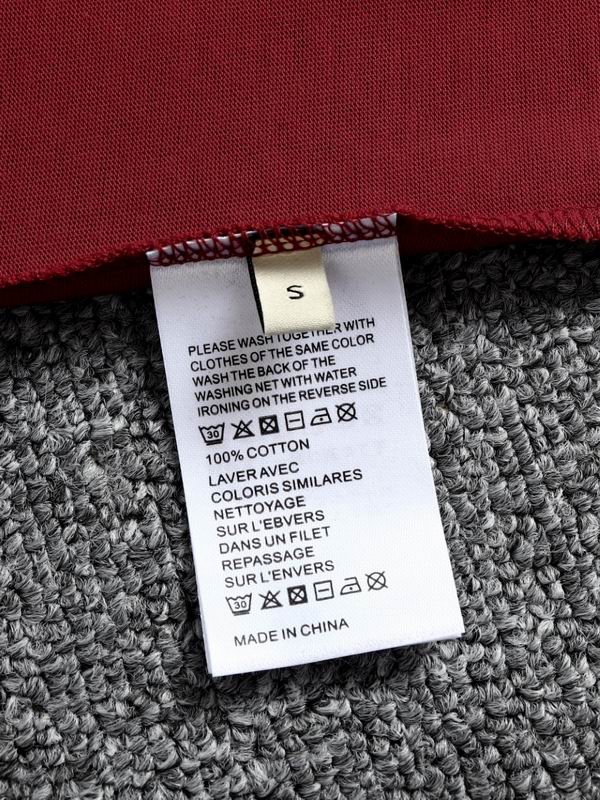 S
PLEASE WASH TOGETHER WITH
CLOTHES OF THE SAME COLOR
WASH THE BACK OF THE
WASHING NET WITH WATER
IRONING ON THE REVERSE SIDE
30
100% COTTON
LAVER AVEC
COLORIS SIMILARES
NETTOYAGE
SUR L'EBVERS
DANS UN FILET
REPASSAGE
SUR L'ENVERS
30
MADE IN CHINA